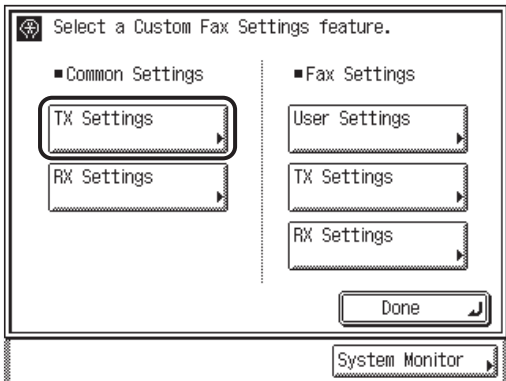 Select a Custom Fax Settings feature.
■Common Settings
TX Settings
RX Settings
■Fax Settings
User Settings
TX Settings
RX Settings
Done
System Monitor